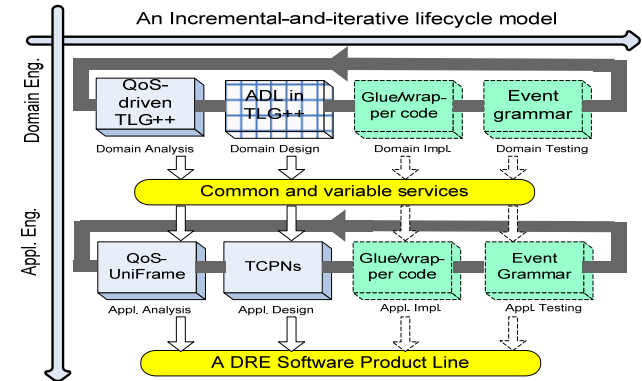 An Incremental-and-iterative lifecycle model
Domain Eng.
QoS-
driven
TLG++
ADL in
TLG++
Glue/wrap-
per code
Event
grammar
Domain Analysis
Domain Design
Domain Impl.
Domain Testing
Common and variable services
Appl. Eng.
QoS-
UniFrame
TCPNs
Glue/wrap-
per code
Event
Grammar
Appl. Analysis
Appl. Design
Appl. Impl.
Appl. Testing
A DRE Software Product Line